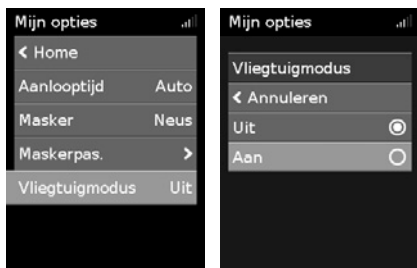 Mijn opties
< Home
Aanlooptijd Auto
Masker Neus
Maskerpas. >
Vliegtuigmodus Uit
Mijn opties
Vliegtuigmodus
< Annuleren
Uit
Aan